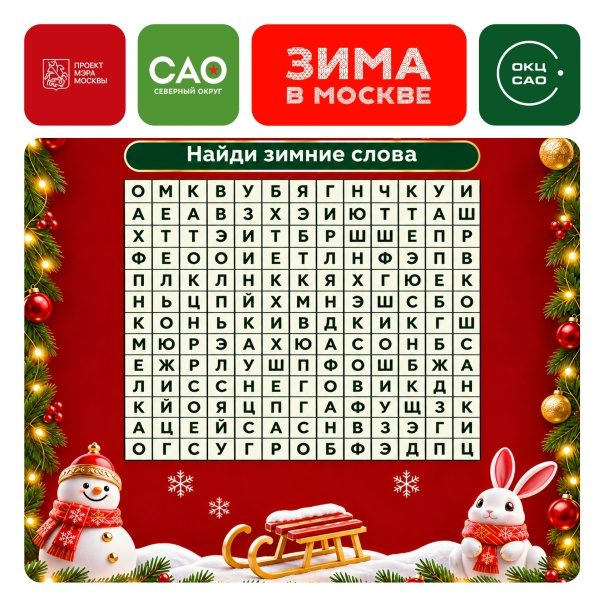 ПРОЕКТ
МЭРА
МОСКВЫ
САО
СЕВЕРНЫЙ ОКРУГ
ЗИМА
В МОСКВЕ
ОКЦ
САО
Найди зимние слова
О М К В У Б Я Г Н Ч К У И
А Е А В З Х Э И Ю Т Т А Ш
Х Т Т Э И Т Б Р Ш Ш Е П Р
Ф Е О О И Е Т Л Н Ф Э П В
П Л К Л Н К К Я Х Г Ю Е К
Н Ь Ц П Й Х М Н Э Ш С Б О
К О Н Ь К И В Д К И К Г Ш
М Ю Р Э А Х Ю А С О Н Б С
Е Ж Р Л У Ш П Ф О Ш Б Ж А
Л И С С Н Е Г О В И К Д Н
К Й О Я Ц П Г А Ф У Щ З К
А Ц Е Й С А С Н В З Э Г И
О Г С У Г Р О Б Ф Э Д П Ц